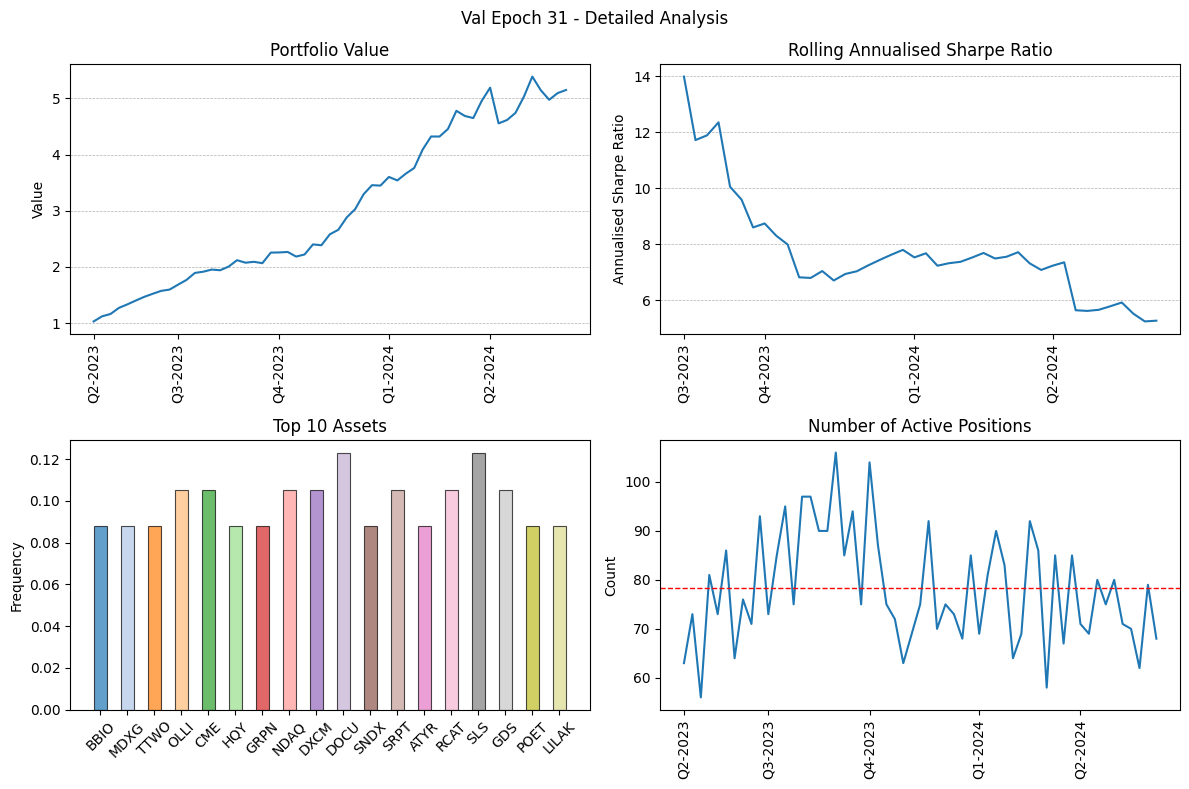 Val Epoch 31 - Detailed Analysis
Portfolio Value
Value
5
4
3
2
1
Q2-2023
Q3-2023
Q4-2023
Q1-2024
Q2-2024
Rolling Annualised Sharpe Ratio
Annualised Sharpe Ratio
14
12
10
8
6
Q3-2023
Q4-2023
Q1-2024
Q2-2024
Top 10 Assets
Frequency
0.12
0.10
0.08
0.06
0.04
0.02
0.00
BBIO
MDXG
TTWO
OLLI
CME
HQY
GRPN
NDAQ
DXCM
DOCU
SNDX
SRPT
ATYR
RCAT
SLS
GDS
POET
LILAK
Number of Active Positions
Count
100
90
80
70
60
Q2-2023
Q3-2023
Q4-2023
Q1-2024
Q2-2024